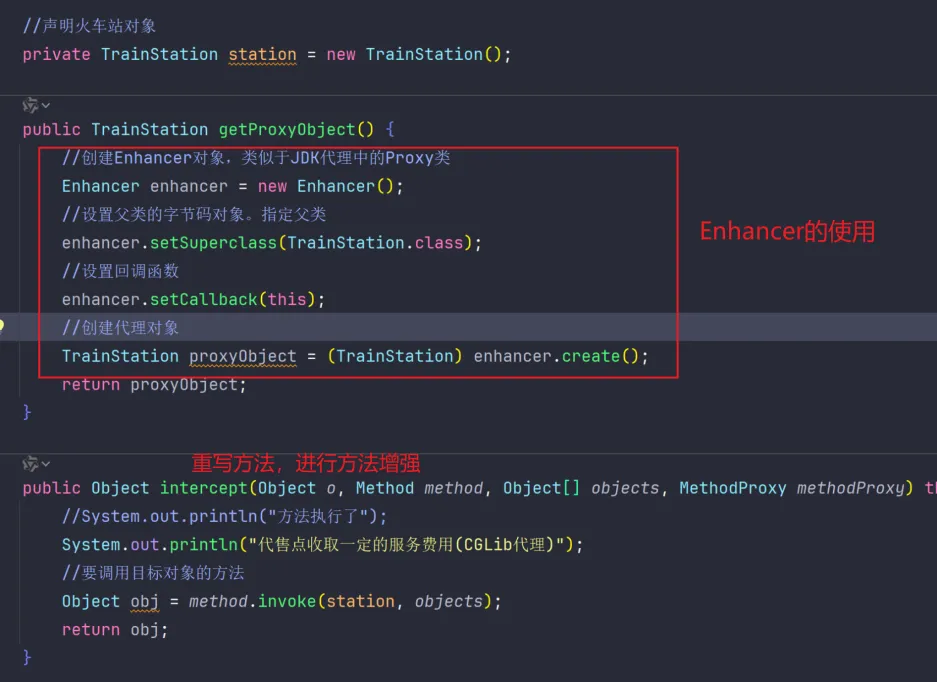 //声明火车站对象
private TrainStation station = new TrainStation();
public TrainStation getProxyObject() {
//创建Enhancer对象，类似于JDK代理中的Proxy类
Enhancer enhancer = new Enhancer();
//设置父类的字节码对象。指定父类
enhancer.setSuperclass(TrainStation.class);
Enhancer的使用
//设置回调函数
enhancer.setCallback(this);
//创建代理对象
TrainStation proxyObject = (TrainStation) enhancer.create();
return proxyObject;
}
重写方法，进行方法增强
public Object intercept(Object o, Method method, Object[] objects, MethodProxy methodProxy) th
//System.out.println("方法执行了");
System.out.println("代售点收取一定的服务费用(CGLib代理)");
//要调用目标对象的方法
Object obj = method.invoke(station, objects);
return obj;
}